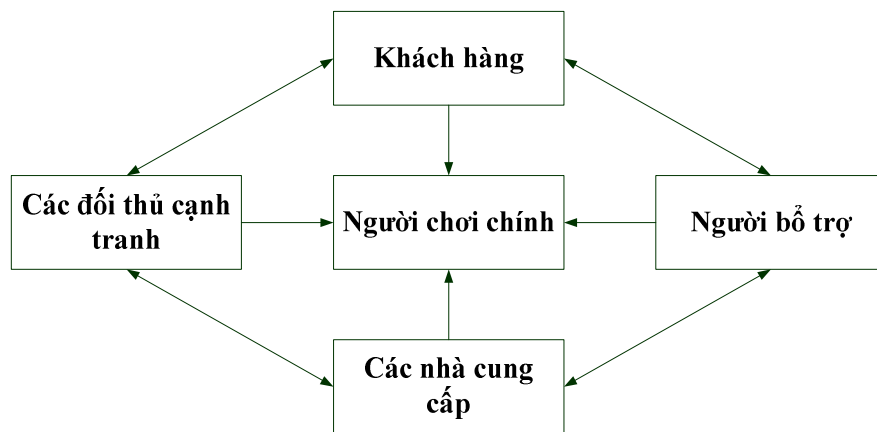 Khách hàng
Các đối thủ cạnh
tranh
Người chơi chính
Người bổ trợ
Các nhà cung
cấp